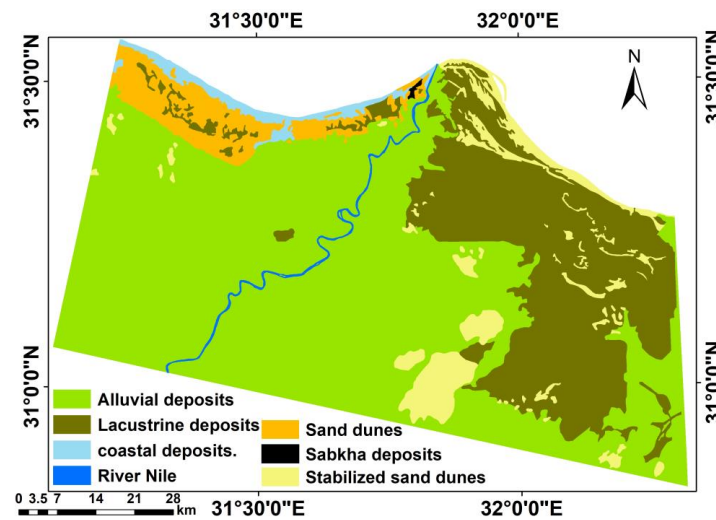 31°30'0"E 32°0'0"E
31°30'0"N
31°30'0"N
N
31°0'0"N
31°0'0"N
Alluvial deposits
Lacustrine deposits
coastal deposits.
River Nile
Sand dunes
Sabkha deposits
Stabilized sand dunes
0 3.5 7 14 21 28
km
31°30'0"E 32°0'0"E